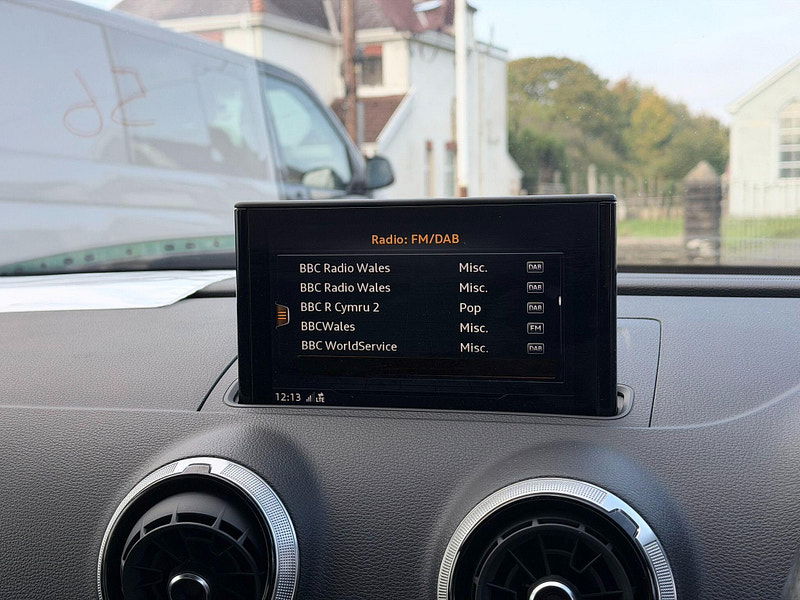 Radio: FM/DAB
BBC Radio Wales Misc. DAB
BBC Radio Wales Misc. DAB
BBC R Cymru 2 Pop DAB
BBCWales Misc. FM
BBC WorldService Misc. DAB
12:13 LTE